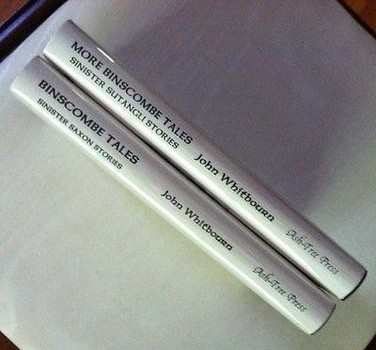 MORE BINSCOMBE TALES
SINISTER SUTANGLI STORIES
John Whitbourn
Ash-Tree Press
BINSCOMBE TALES
SINISTER SAXON STORIES
John Whitbourn
Ash-Tree Press